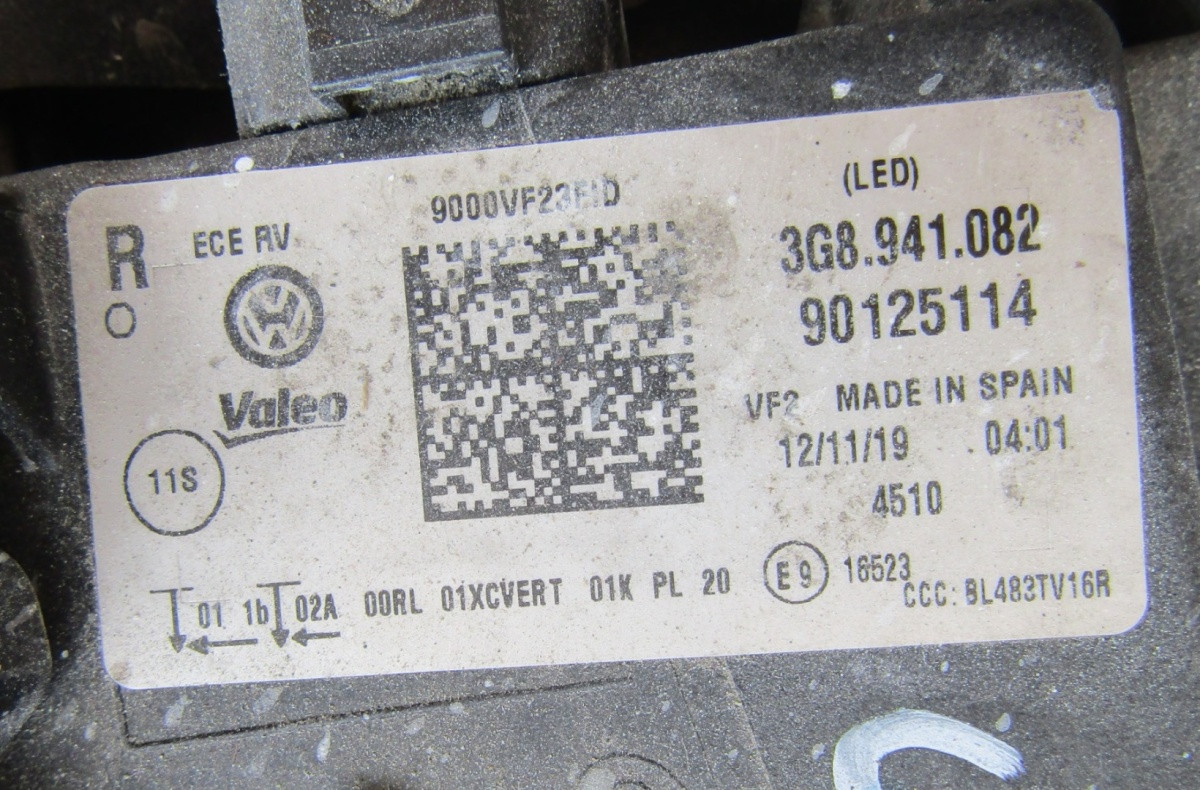 9000VF23FID
(LED)
R
ECE RV
3G8.941.082
O
90125114
Valeo
VF2 MADE IN SPAIN
12/11/19 04:01
11S
4510
01 1b 02A 00RL 01XCVERT 01K PL 20 E9 16523
CCC: BL483TV16R